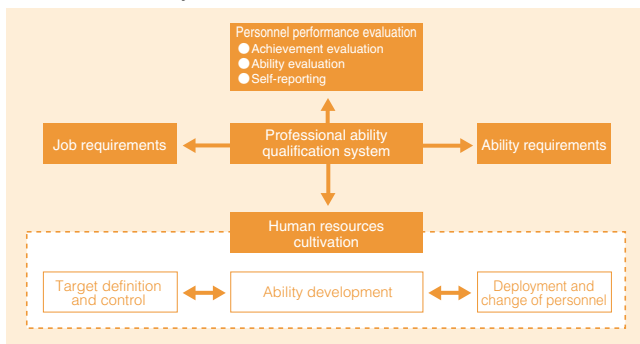 Personnel performance evaluation
●Achievement evaluation
●Ability evaluation
●Self-reporting
Job requirements
Professional ability
qualification system
Ability requirements
Human resources
cultivation
Target definition
and control
Ability development
Deployment and
change of personnel